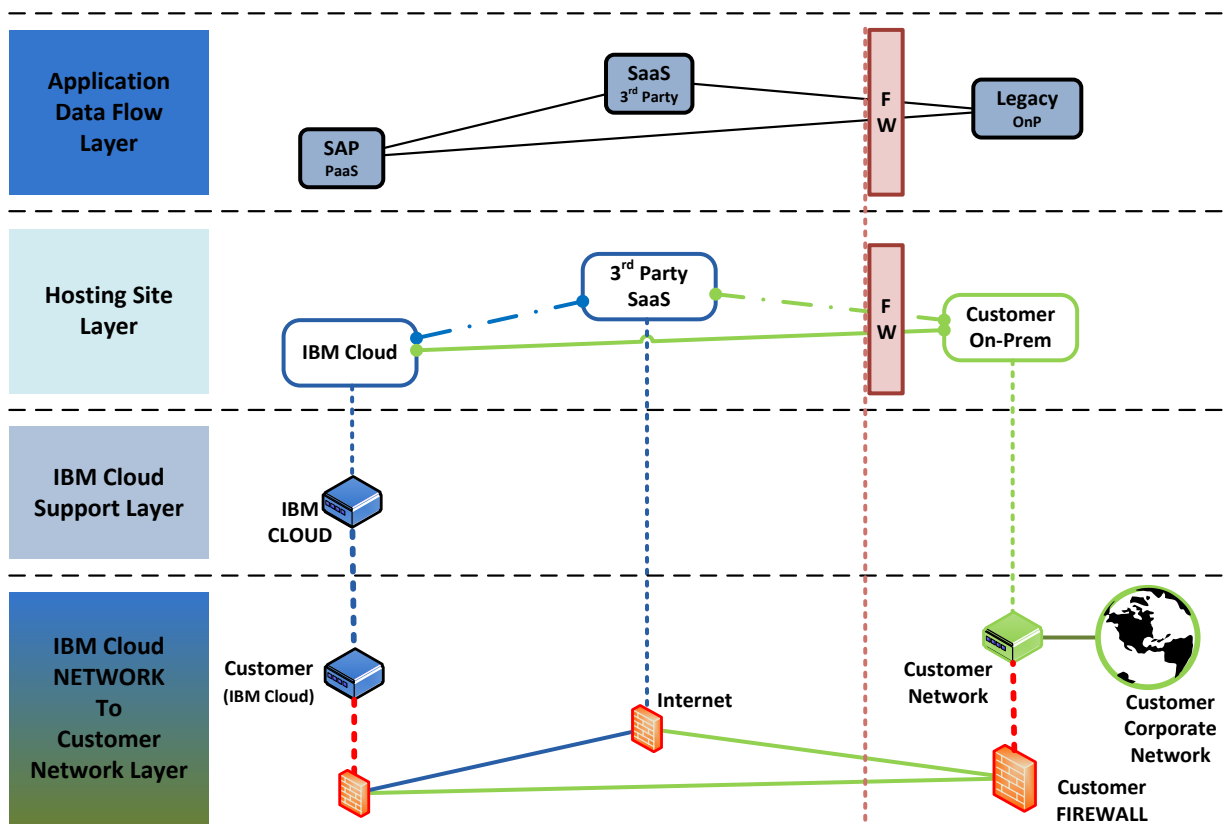 Application
Data Flow
Layer
SaaS
3rd Party
SAP
PaaS
F
W
Legacy
OnP
Hosting Site
Layer
3rd Party
SaaS
IBM Cloud
F
W
Customer
On-Prem
IBM Cloud
Support Layer
IBM
CLOUD
IBM Cloud
NETWORK
To
Customer
Network Layer
Customer
(IBM Cloud)
Internet
Customer
Network
Customer
Corporate
Network
Customer
FIREWALL